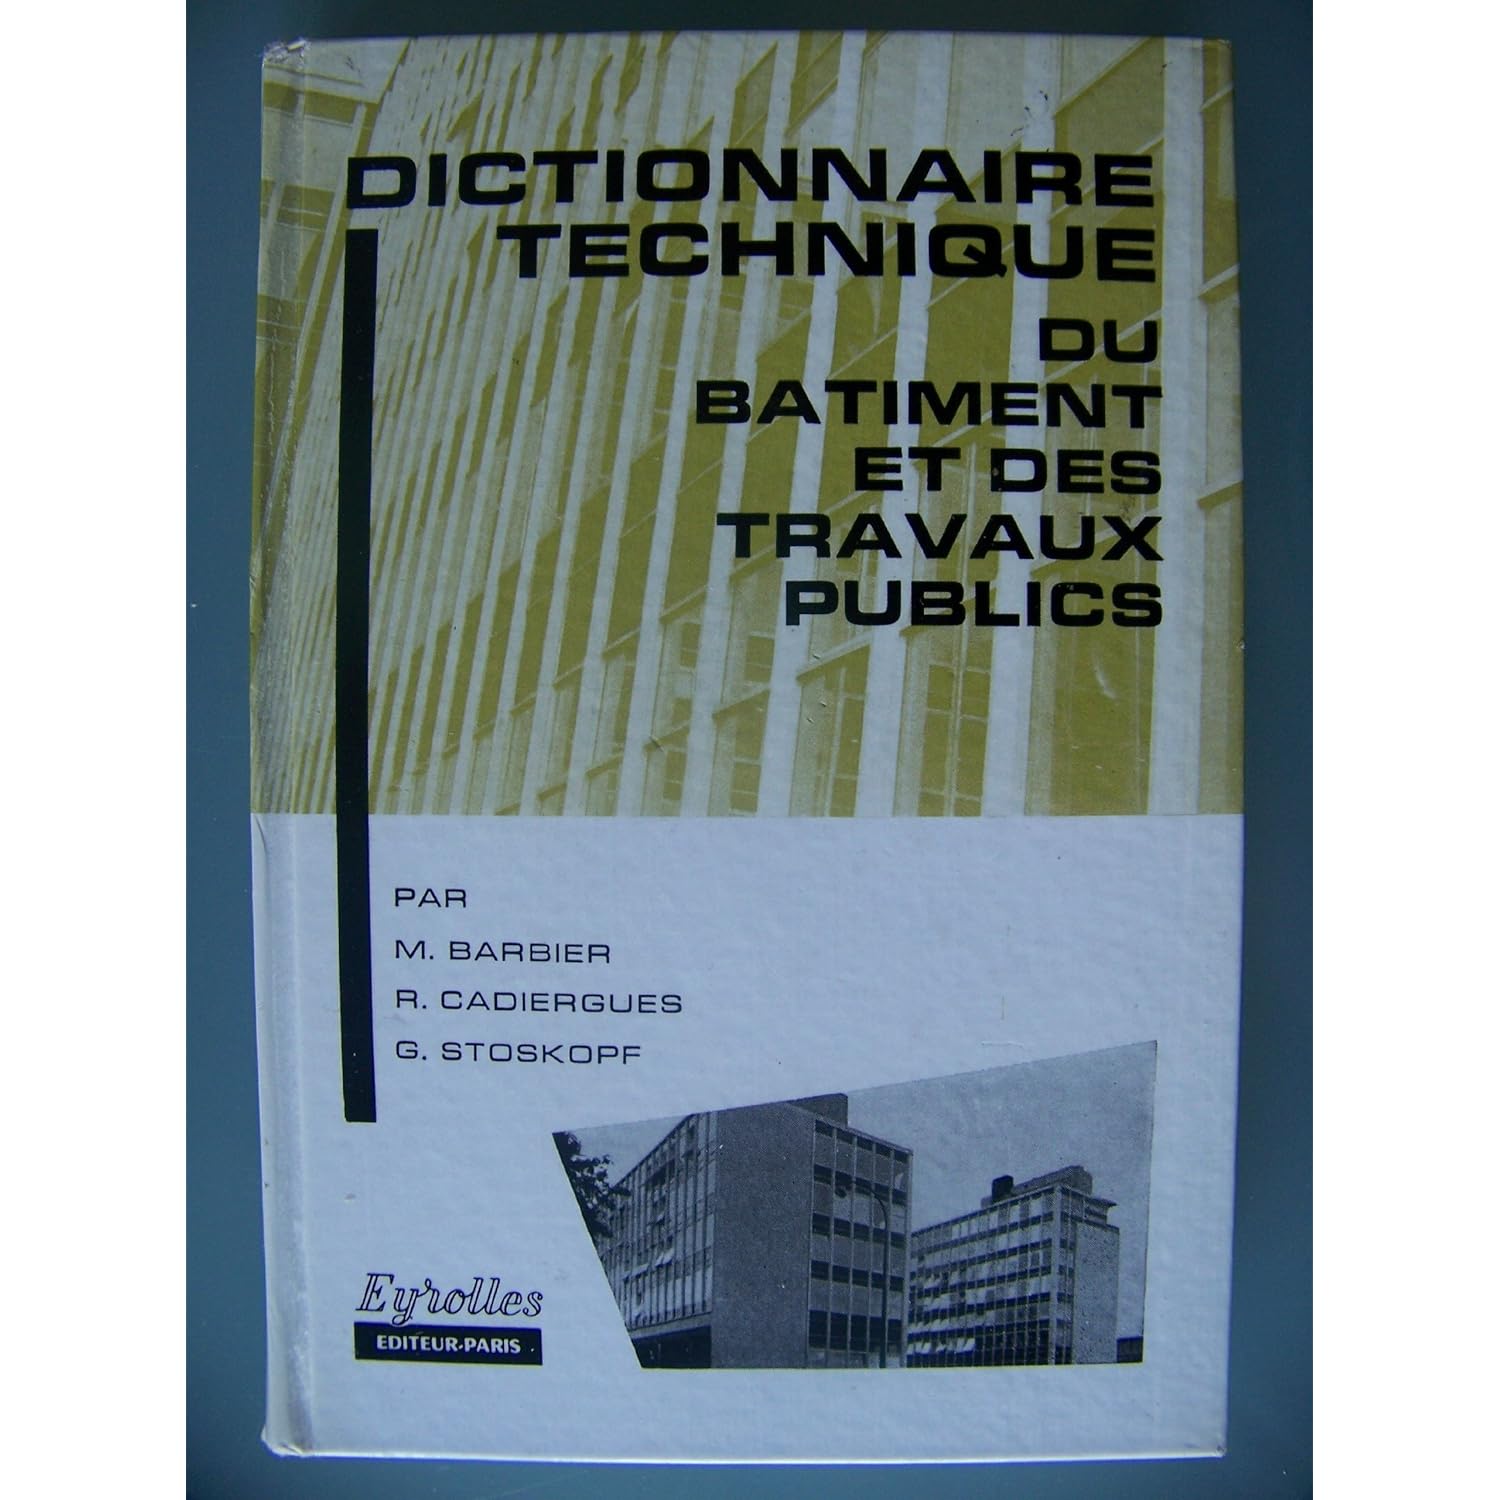 DICTIONNAIRE
TECHNIQUE
DU
BATIMENT
ET DES
TRAVAUX
PUBLICS
PAR
M. BARBIER
R. CADIERGUES
G. STOSKOPF
Eyrolles
EDITEUR-PARIS